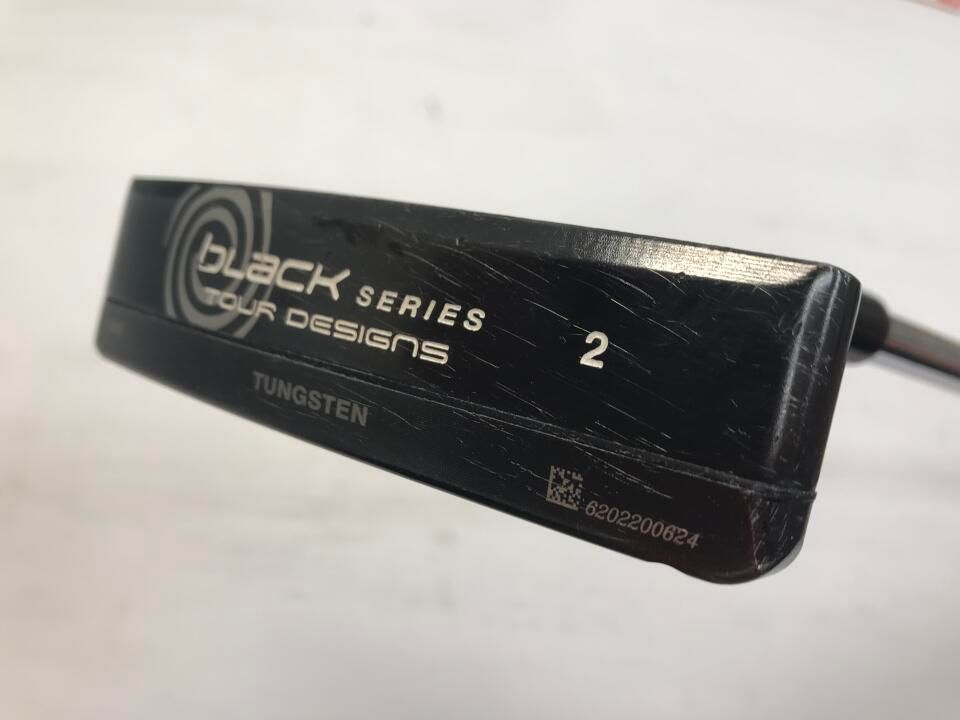 black SERIES
TOUR DESIGNS
2
TUNGSTEN
6202200624